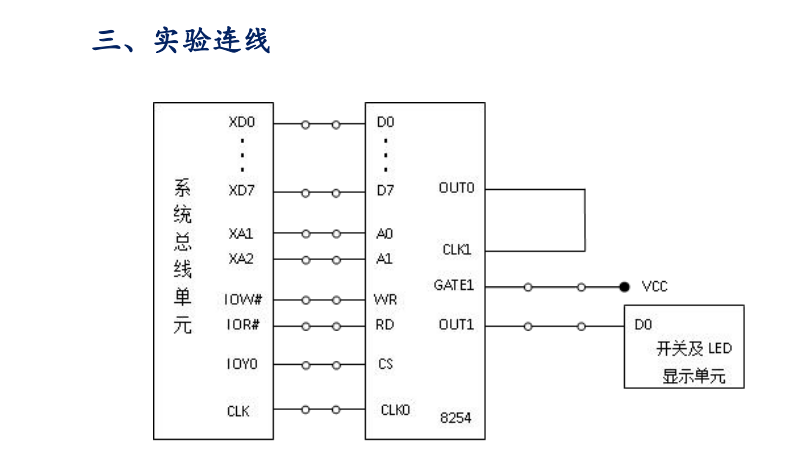 三、实验连线
系统总线单元
XD0
XD7
XA1
XA2
IOW#
IOR#
IOY0
CLK
D0
D7
A0
A1
WR
RD
CS
CLK0
OUT0
CLK1
GATE1
OUT1
8254
VCC
D0
开关及 LED
显示单元